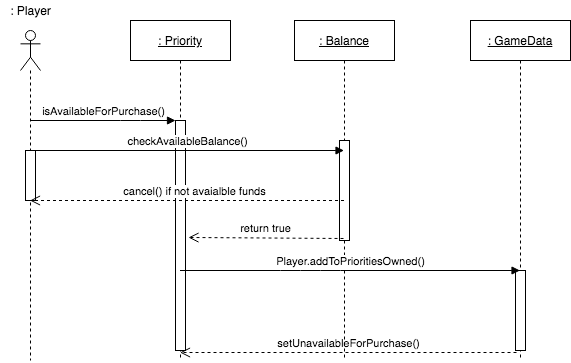 : Player
: Priority
: Balance
: GameData
isAvailableForPurchase()
checkAvailableBalance()
cancel() if not avaialble funds
return true
Player.addToPrioritiesOwned()
setUnavailableForPurchase()